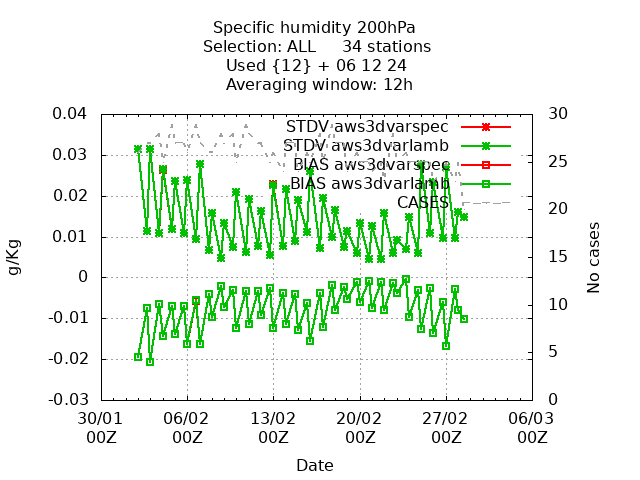 Specific humidity 200hPa
Selection: ALL 34 stations
Used {12} + 06 12 24
Averaging window: 12h
0.04
0.03
0.02
0.01
0
-0.01
-0.02
-0.03
30
25
20
15
10
5
0
STDV aws3dvarspec
STDV aws3dvarlamb
BIAS aws3dvarspec
BIAS aws3dvarlamb
CASES
g/Kg
No cases
30/01 06/02 13/02 20/02 27/02 06/03
00Z 00Z 00Z 00Z 00Z 00Z
Date